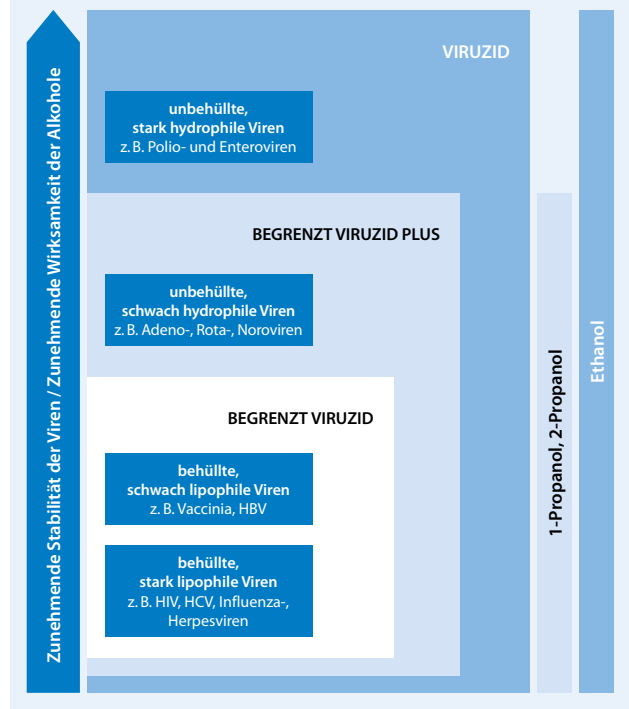 Zunehmende Stabilität der Viren / Zunehmende Wirksamkeit der Alkohole
VIRUZID
unbehüllte,
stark hydrophile Viren
z. B. Polio- und Enteroviren
BEGRENZT VIRUZID PLUS
unbehüllte,
schwach hydrophile Viren
z. B. Adeno-, Rota-, Noroviren
BEGRENZT VIRUZID
behüllte,
schwach lipophile Viren
z. B. Vaccinia, HBV
behüllte,
stark lipophile Viren
z. B. HIV, HCV, Influenza-,
Herpesviren
1-Propanol, 2-Propanol
Ethanol